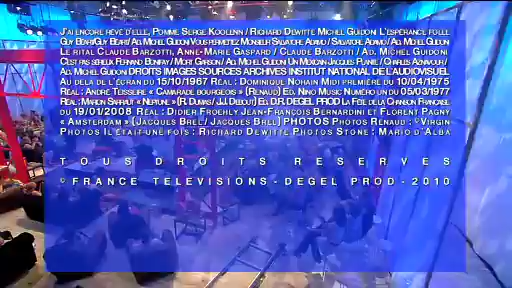 J'AI ENCORE RÊVÉ D'ELLE, POMME SERGE KOOLENN / RICHARD DEWITTE MICHEL GUIDONI L'ESPÉRANCE FOLLE
GUY BÉART/GUY BÉART/ AD. MICHEL GUIDONI VOUS PERMETTEZ MONSIEUR SALVATORE ADAMO / SALVATORE ADAMO / AD. MICHEL GUIDONI
LE RITAL CLAUDE BARZOTTI, ANNE-MARIE GASPARD / CLAUDE BARZOTTI / AD. MICHEL GUIDONI
C'EST PAS SÉRIEUX FERNAND BONIFAY / MORT GARSON / AD. MICHEL GUIDONI UN MEXICAIN JACQUES PLANTE / CHARLES AZNAVOUR /
AD. MICHEL GUIDONI DROITS IMAGES SOURCES ARCHIVES INSTITUT NATIONAL DE L'AUDIOVISUEL
AU DELÀ DE L'ÉCRAN DU 15/10/1967 RÉAL : DOMINIQUE NOHAIN MIDI PREMIÈRE DU 10/04/1975
RÉAL : ANDRÉ TEISSEIRE « CAMARADE BOURGEOIS » (RENAUD) ED. NINO MUSIC NUMÉRO UN DU 05/03/1977
RÉAL : MARION SARRAUT « NEPTUNE » (R. DUMAS / J.J. DEBOUT) ED. D.R. DEGEL PROD LA FÊTE DE LA CHANSON FRANÇAISE
DU 19/01/2008 RÉAL : DIDIER FROEHLY JEAN-FRANÇOIS BERNARDINI ET FLORENT PAGNY
« AMSTERDAM » (JACQUES BREL / JACQUES BREL) PHOTOS PHOTOS RENAUD : ©VIRGIN
PHOTOS IL ÉTAIT UNE FOIS : RICHARD DEWITTE PHOTOS STONE : MARIO D'ALBA
TOUS DROITS RESERVES
© FRANCE TELEVISIONS - DEGEL PROD - 2010